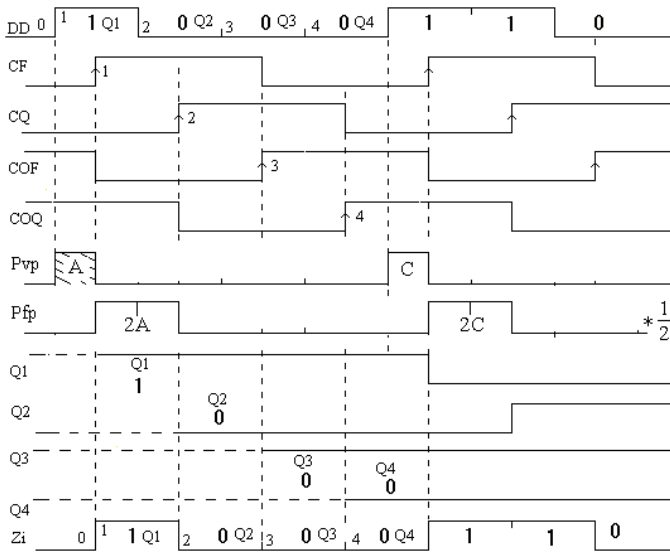 DD 0 1 1 Q1 2 0 Q2 3 0 Q3 4 0 Q4 1 1 0
CF 1
CQ 2
COF 3
COQ 4
Pvp A C
Pfp 2A 2C * 1/2
Q1 Q1
1
Q2 Q2
0
Q3 Q3 Q4
0 0
Q4
Zi 0 1 1 Q1 2 0 Q2 3 0 Q3 4 0 Q4 1 1 0